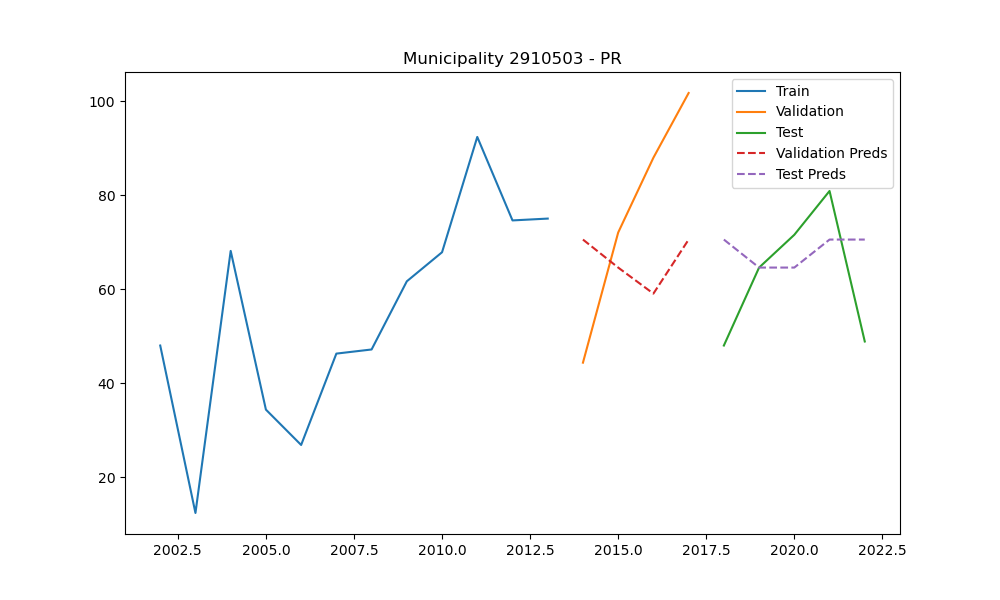 Municipality 2910503 - PR
Train
Validation
Test
Validation Preds
Test Preds
100
80
60
40
20
2002.5 2005.0 2007.5 2010.0 2012.5 2015.0 2017.5 2020.0 2022.5